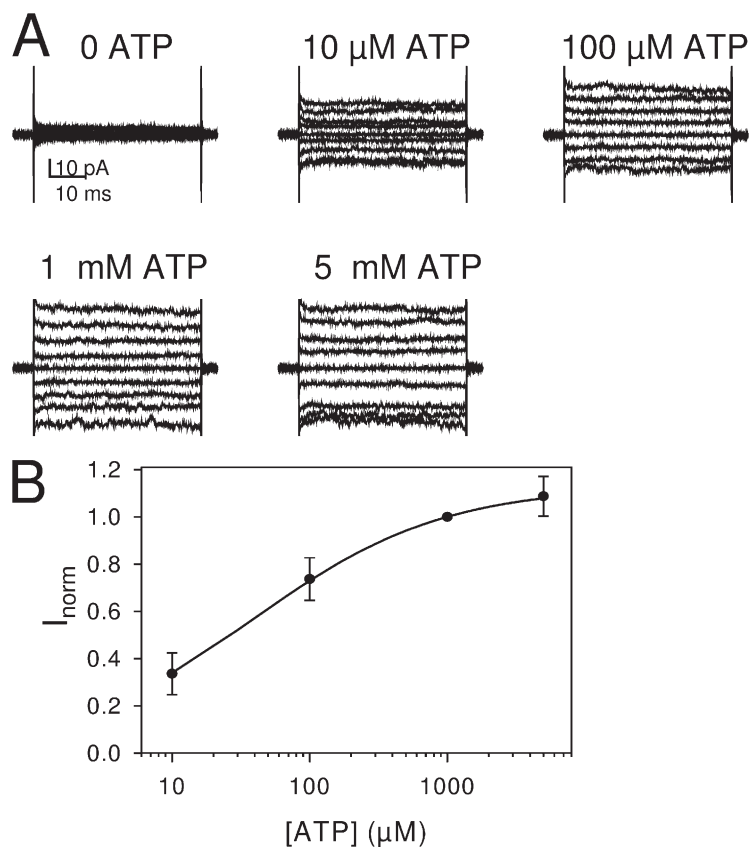 A
0 ATP
10 µM ATP
100 µM ATP
10 pA
10 ms
1 mM ATP
5 mM ATP
B
1.2
1.0
0.8
0.6
0.4
0.2
0.0
Inorm
10
100
1000
[ATP] (µM)